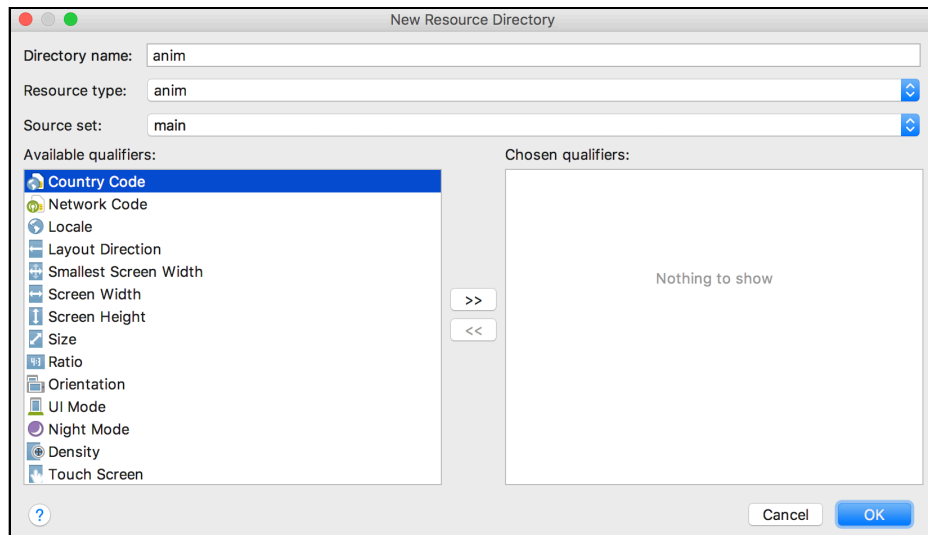 New Resource Directory
Directory name: anim
Resource type: anim
Source set: main
Available qualifiers:
Chosen qualifiers:
Country Code
Network Code
Locale
Layout Direction
Smallest Screen Width
Screen Width
Screen Height
Size
Ratio
Orientation
UI Mode
Night Mode
Density
Touch Screen
>>
<<
Nothing to show
?
Cancel
OK